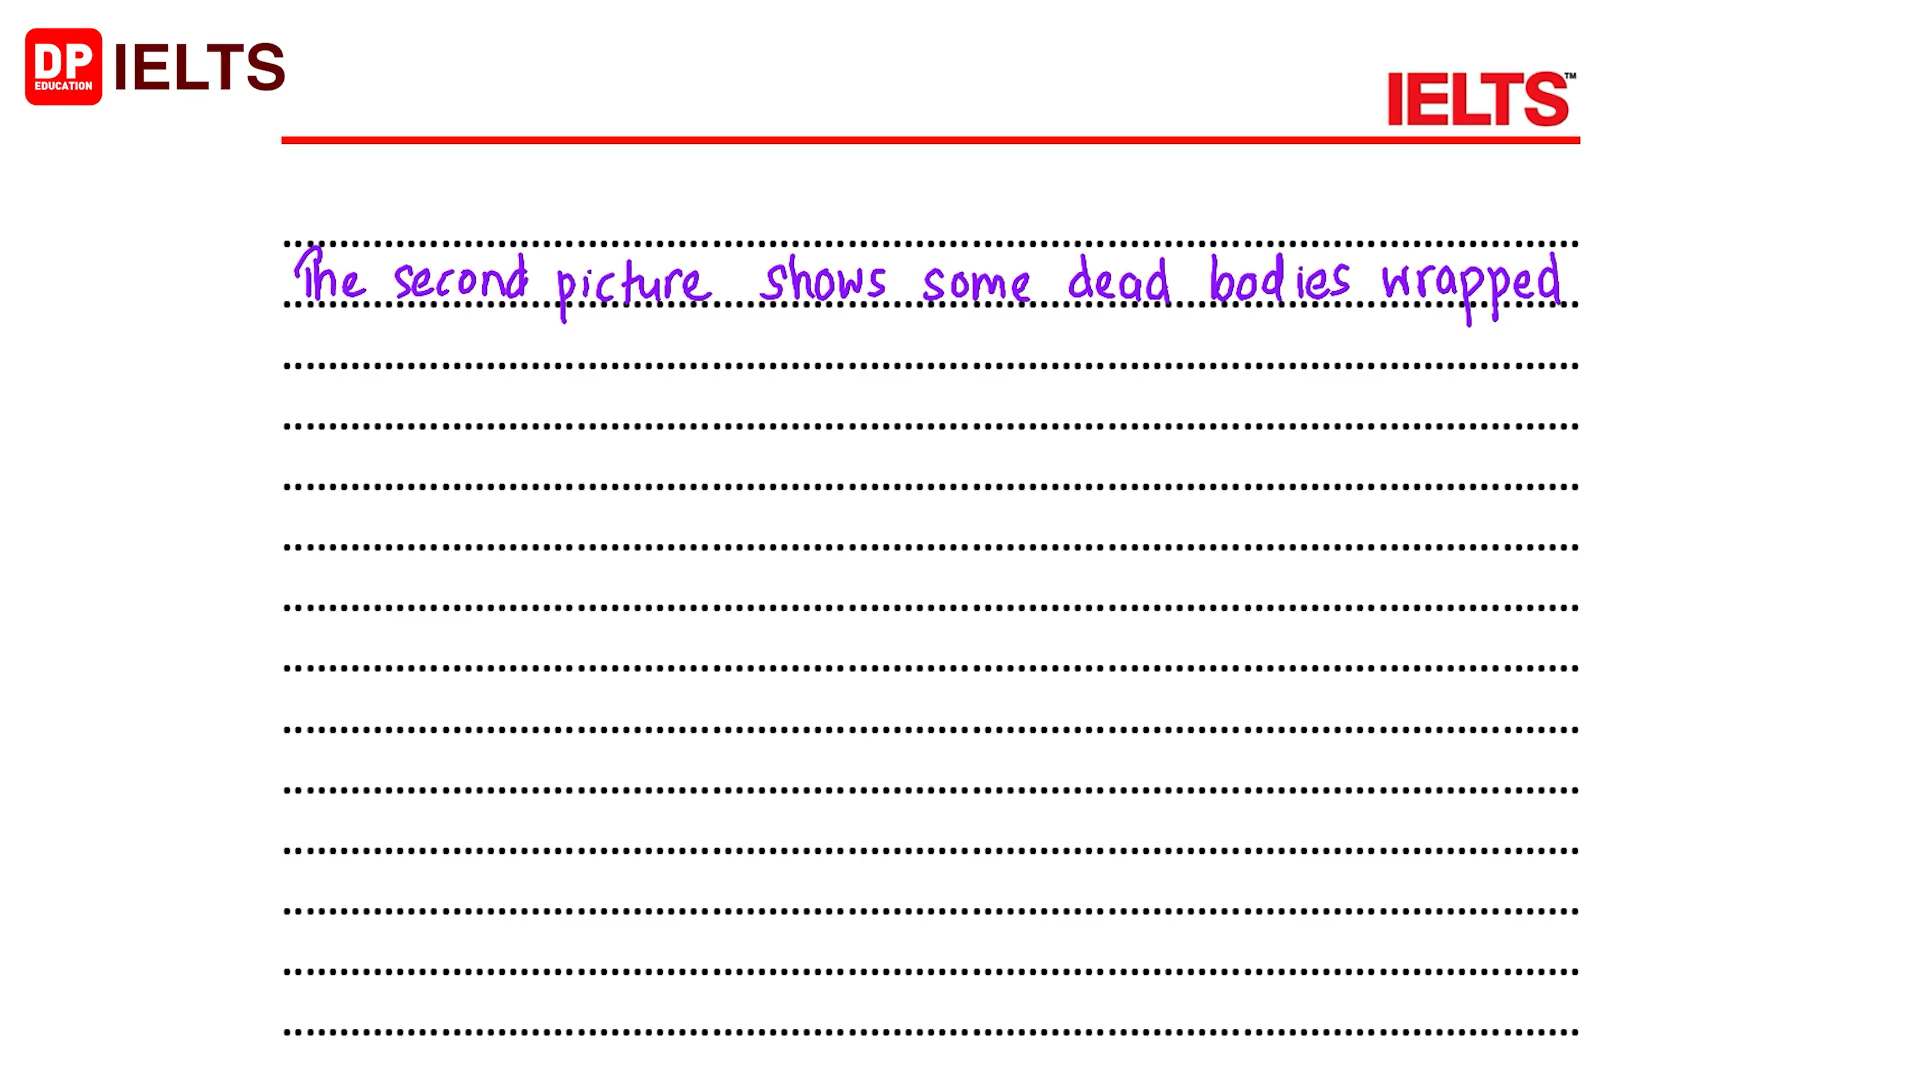 DP
EDUCATION
IELTS
IELTS™
The second picture shows some dead bodies wrapped